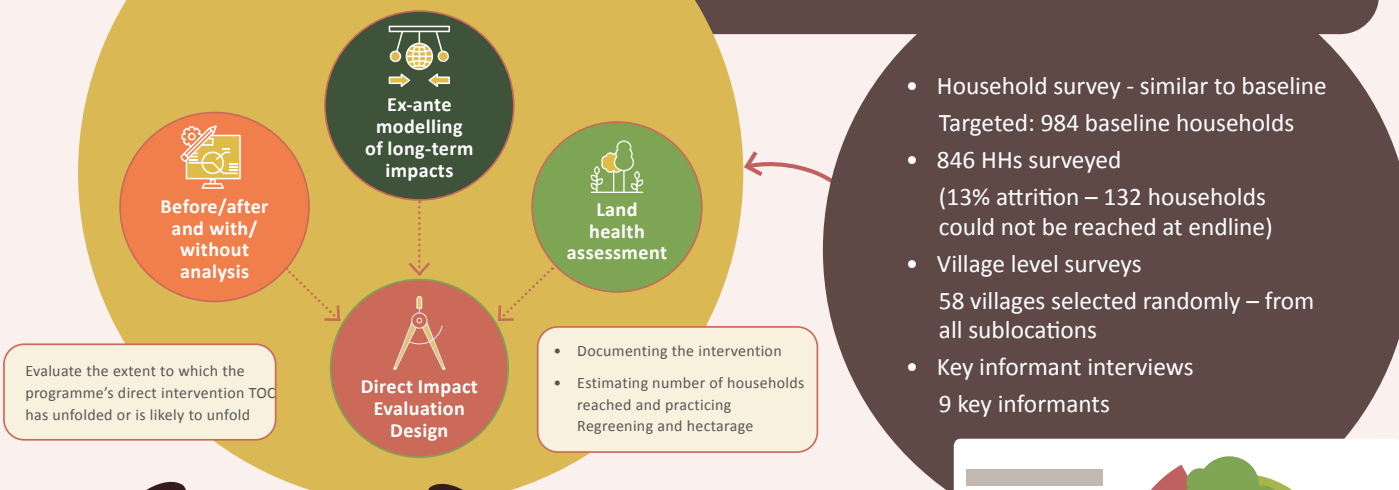 Ex-ante
modelling
of long-term
impacts
Before/after
and with/
without
analysis
Land
health
assessment
Direct Impact
Evaluation
Design
Evaluate the extent to which the
programme's direct intervention TOC
has unfolded or is likely to unfold
• Documenting the intervention
• Estimating number of households
reached and practicing
Regreening and hectarage
• Household survey - similar to baseline
Targeted: 984 baseline households
• 846 HHs surveyed
(13% attrition – 132 households
could not be reached at endline)
• Village level surveys
58 villages selected randomly – from
all sublocations
• Key informant interviews
9 key informants